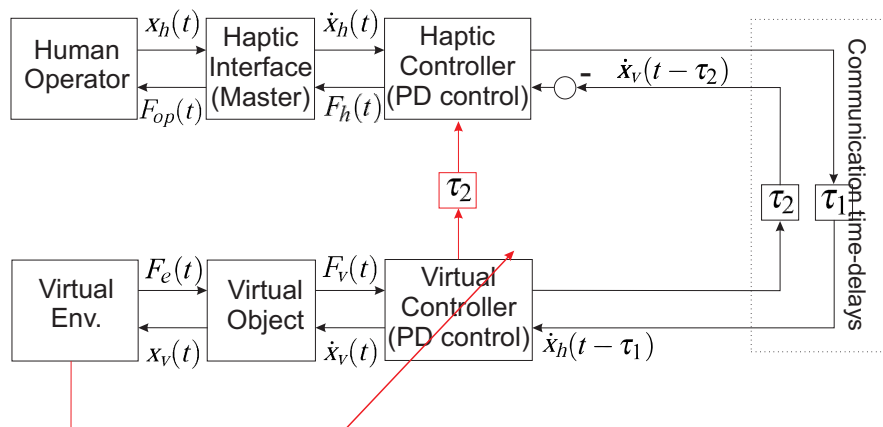 x_h(t)
ẋ_h(t)
Human
Operator
Haptic
Interface
(Master)
Haptic
Controller
(PD control)
F_op(t)
F_h(t)
-
ẋ_v(t − τ_2)
Communication time-delays
τ_2
τ_2
τ_1
F_e(t)
F_v(t)
Virtual
Env.
Virtual
Object
Virtual
Controller
(PD control)
x_v(t)
ẋ_v(t)
ẋ_h(t − τ_1)